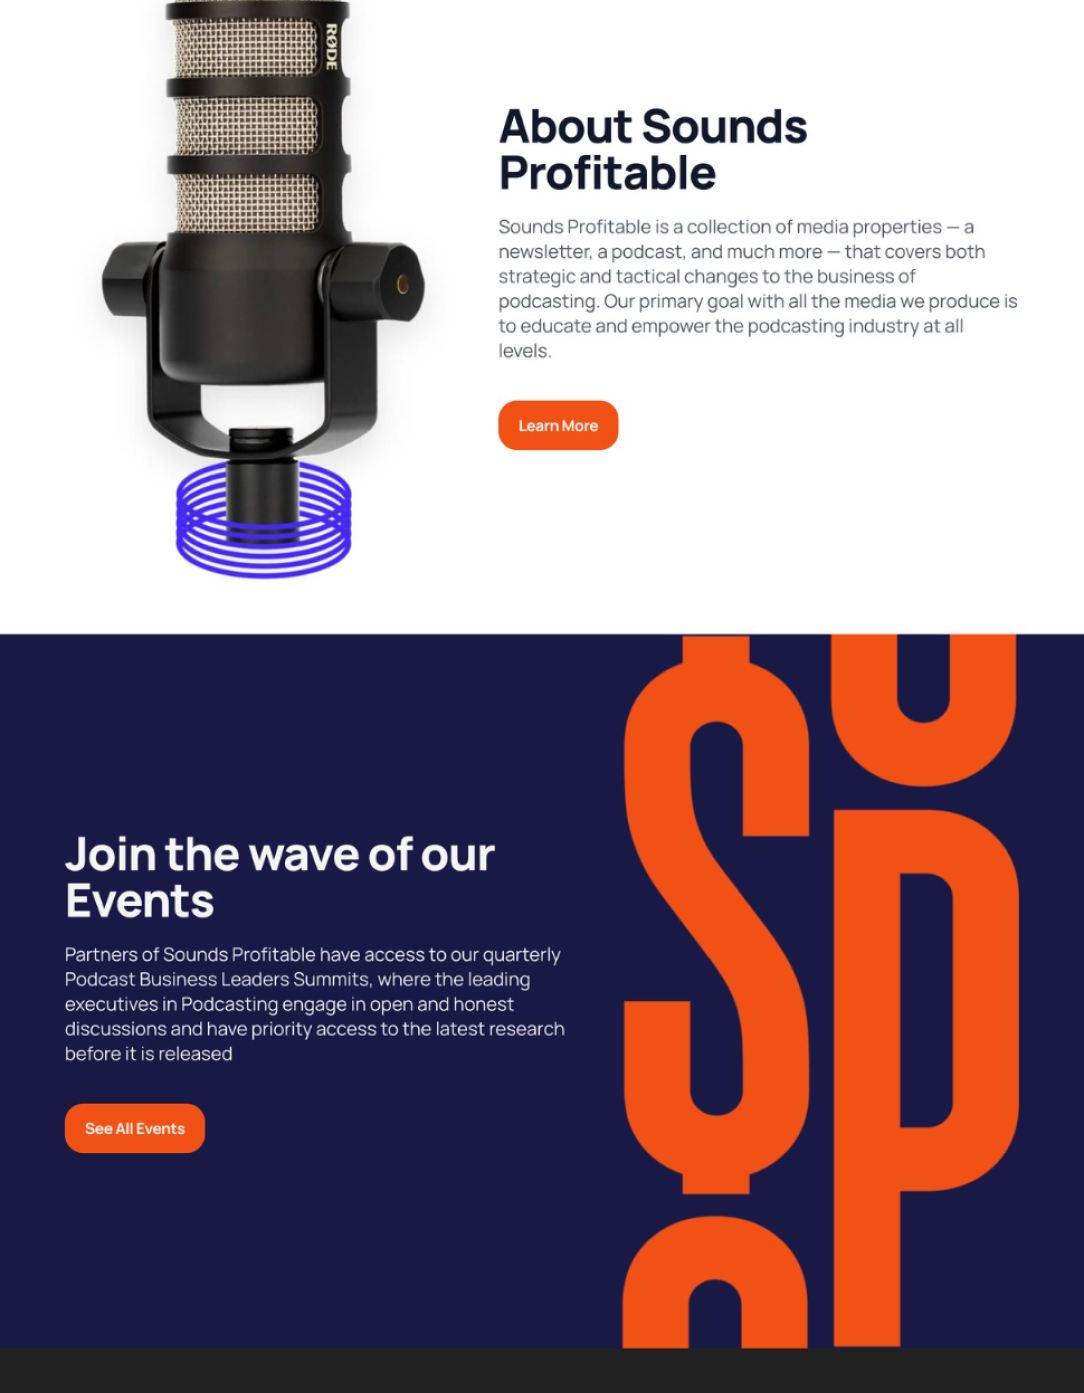 RØDE
About Sounds
Profitable
Sounds Profitable is a collection of media properties — a
newsletter, a podcast, and much more — that covers both
strategic and tactical changes to the business of
podcasting. Our primary goal with all the media we produce is
to educate and empower the podcasting industry at all
levels.
Learn More
Join the wave of our
Events
Partners of Sounds Profitable have access to our quarterly
Podcast Business Leaders Summits, where the leading
executives in Podcasting engage in open and honest
discussions and have priority access to the latest research
before it is released
See All Events
$P